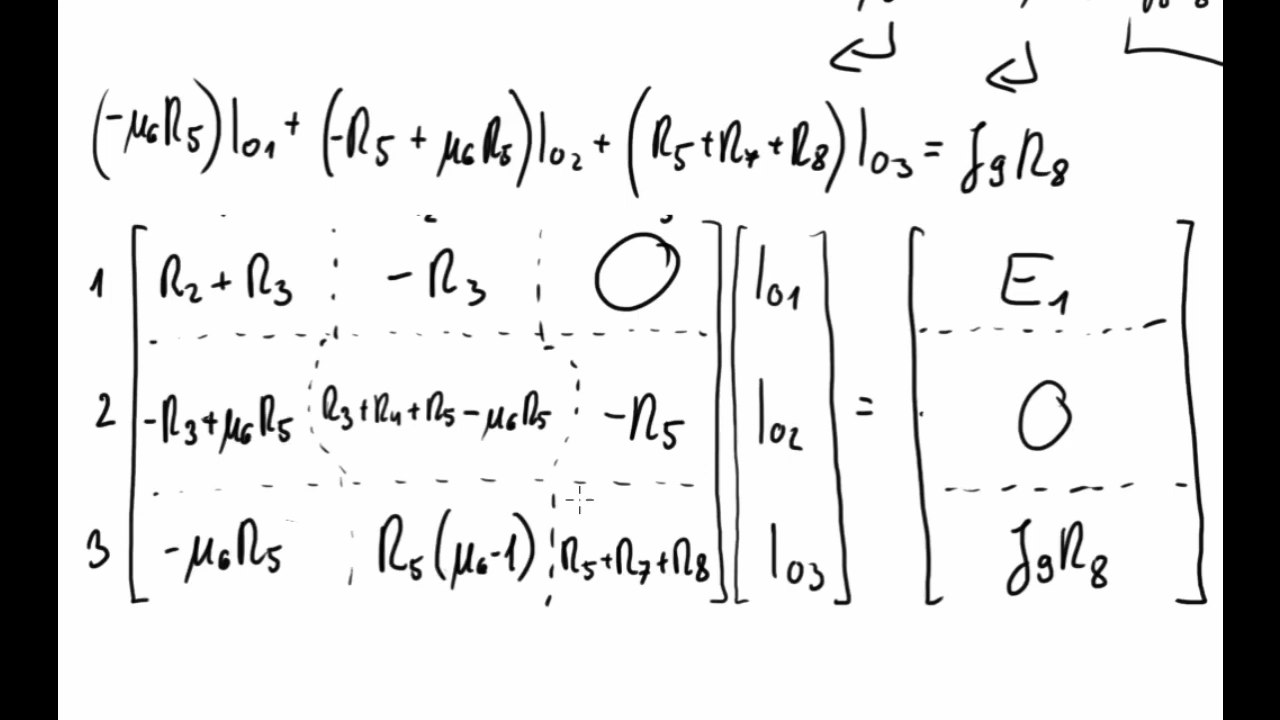 (-μ₆R₅)I₀₁ + (-R₅ + μ₆R₅)I₀₂ + (R₅+R₇+R₈)I₀₃ = J₉R₈
1 [ R₂ + R₃ -R₃ 0 ] [ I₀₁ ] [ E₁ ]
2 [ -R₃+μ₆R₅ R₃+R₄+R₅-μ₆R₅ -R₅ ] [ I₀₂ ] = [ 0 ]
3 [ -μ₆R₅ R₅(μ₆-1) R₅+R₇+R₈ ] [ I₀₃ ] [ J₉R₈ ]